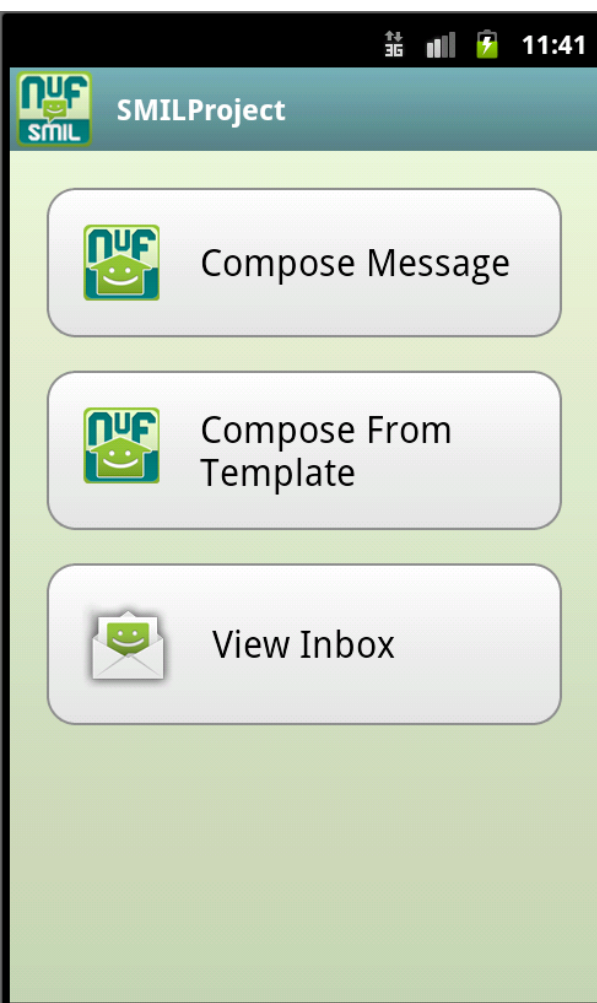 3G 11:41
nuf
smil
SMILProject
nuf
Compose Message
nuf
Compose From
Template
View Inbox